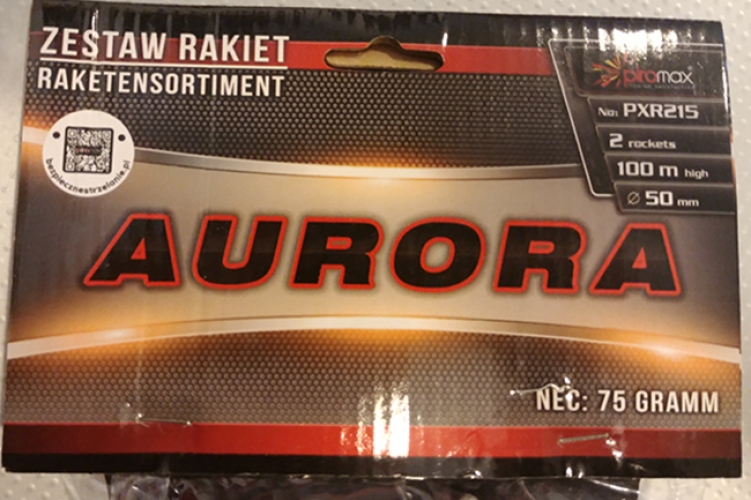 ZESTAW RAKIET
RAKETENSORTIMENT
bezpiecznestrzelanie.pl
piromax
No: PXR215
2 rockets
100 m high
Ø 50 mm
AURORA
NEC: 75 GRAMM